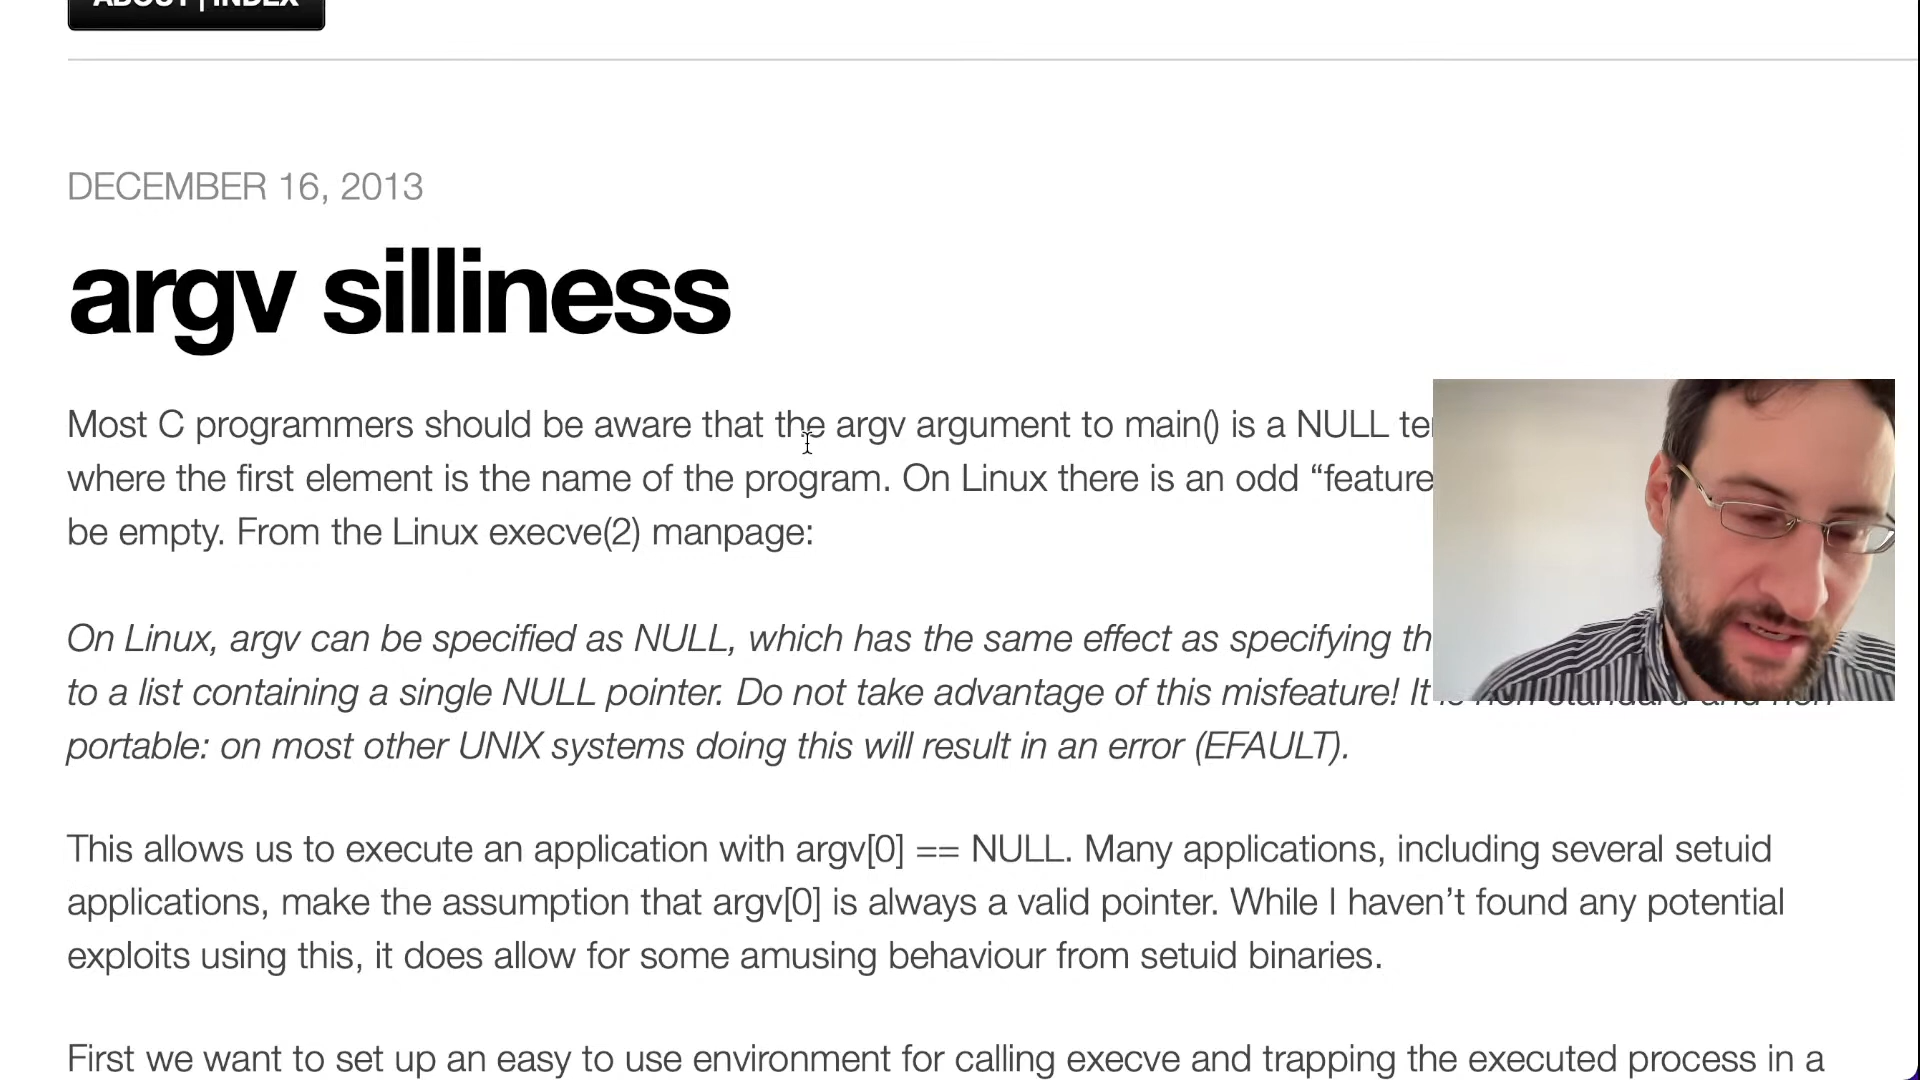 ABOUT | INDEX
DECEMBER 16, 2013
argv silliness
Most C programmers should be aware that the argv argument to main() is a NULL
where the first element is the name of the program. On Linux there is an odd “feature
be empty. From the Linux execve(2) manpage:
On Linux, argv can be specified as NULL, which has the same effect as specifying
to a list containing a single NULL pointer. Do not take advantage of this misfeature! It
portable: on most other UNIX systems doing this will result in an error (EFAULT).
This allows us to execute an application with argv[0] == NULL. Many applications, including several setuid
applications, make the assumption that argv[0] is always a valid pointer. While I haven’t found any potential
exploits using this, it does allow for some amusing behaviour from setuid binaries.
First we want to set up an easy to use environment for calling execve and trapping the executed process in a